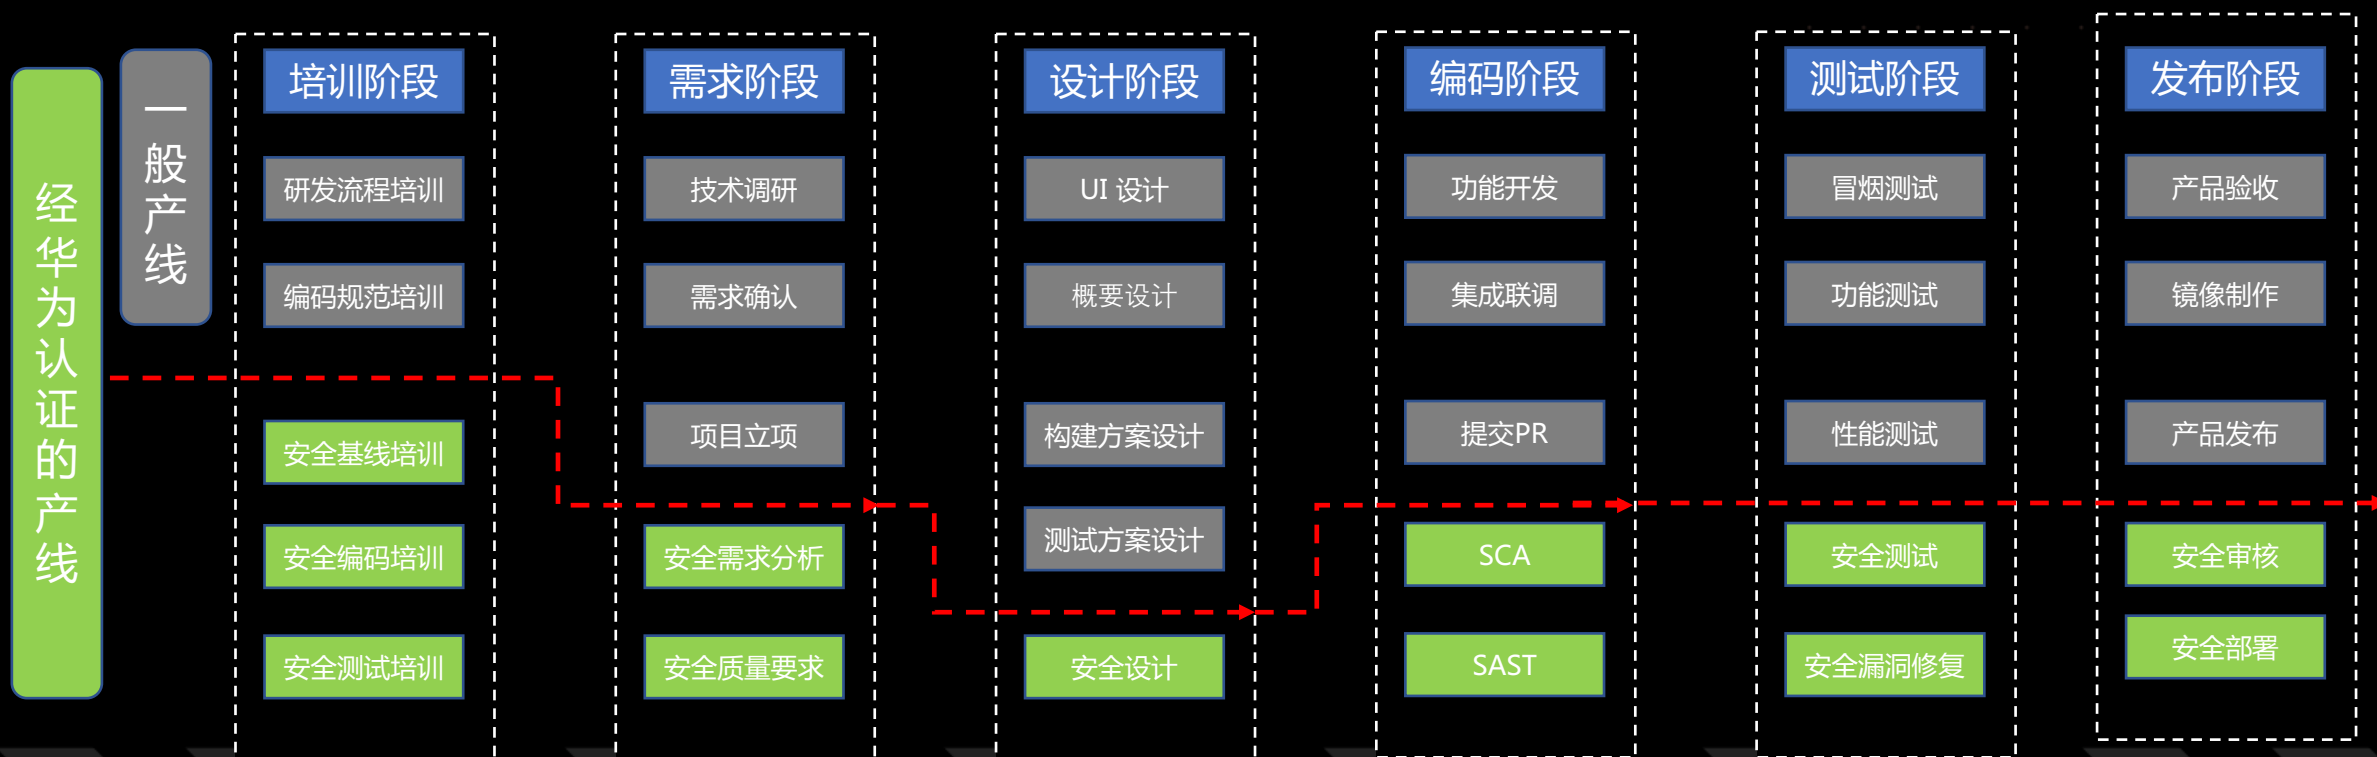 经华为认证的产线
一般产线
培训阶段
研发流程培训
编码规范培训
安全基线培训
安全编码培训
安全测试培训
需求阶段
技术调研
需求确认
项目立项
安全需求分析
安全质量要求
设计阶段
UI 设计
概要设计
构建方案设计
测试方案设计
安全设计
编码阶段
功能开发
集成联调
提交PR
SCA
SAST
测试阶段
冒烟测试
功能测试
性能测试
安全测试
安全漏洞修复
发布阶段
产品验收
镜像制作
产品发布
安全审核
安全部署